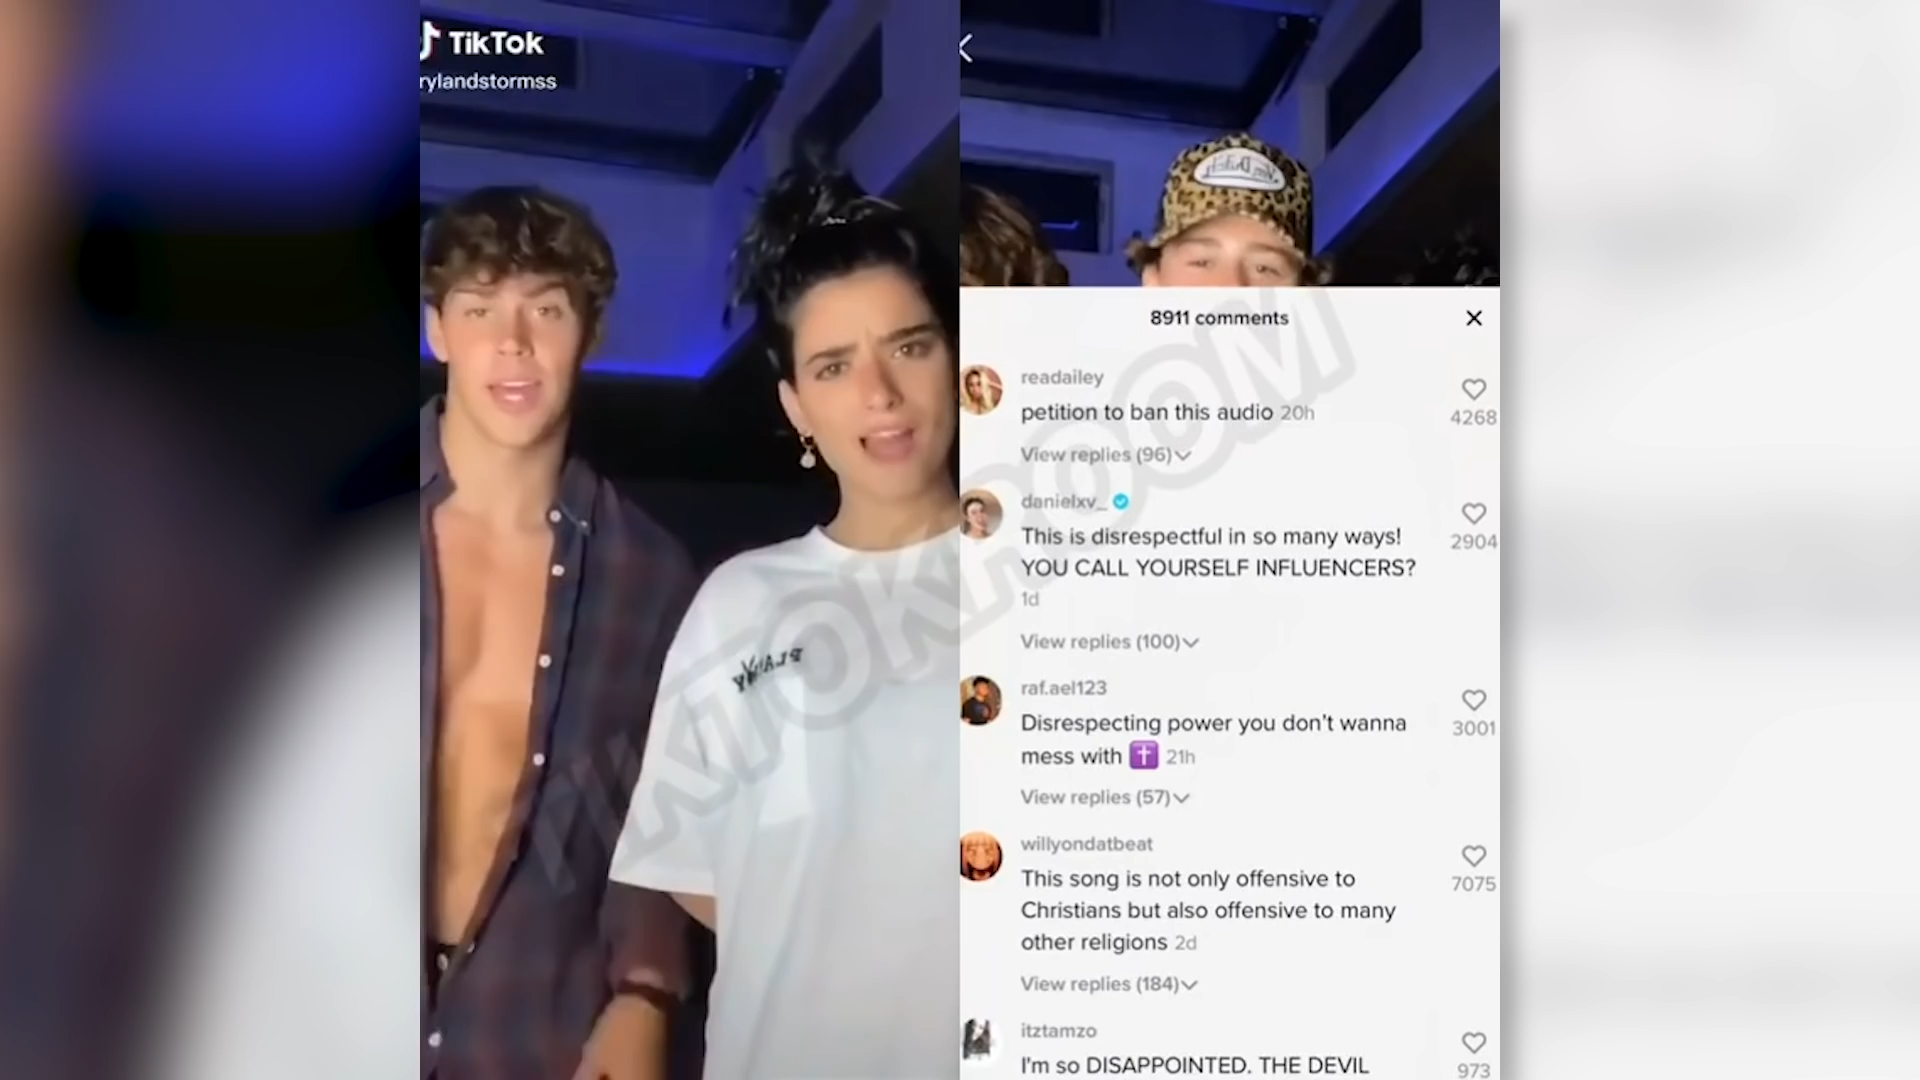 TikTok
rylandstormss
8911 comments
readailey
petition to ban this audio 20h
4268
View replies (96)
danielxv_
This is disrespectful in so many ways!
YOU CALL YOURSELF INFLUENCERS?
2904
1d
View replies (100)
raf.ael123
Disrespecting power you don't wanna
mess with ✝️ 21h
3001
View replies (57)
willyondatbeat
This song is not only offensive to
Christians but also offensive to many
other religions 2d
7075
View replies (184)
itztamzo
I'm so DISAPPOINTED. THE DEVIL
973
TIKTOKROOM